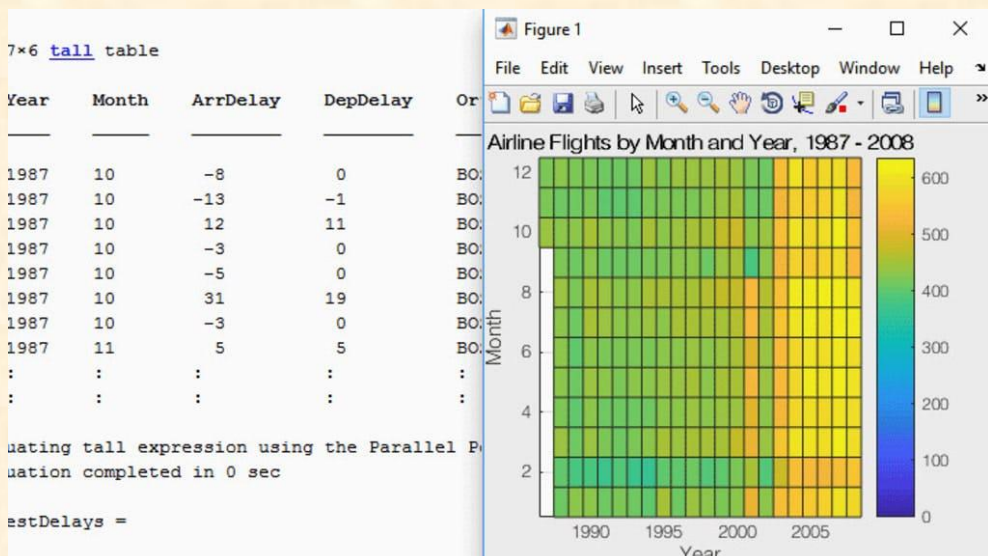 7×6 tall table
Year Month ArrDelay DepDelay Or
1987 10 -8 0 BO
1987 10 -13 -1 BO
1987 10 12 11 BO
1987 10 -3 0 BO
1987 10 -5 0 BO
1987 10 31 19 BO
1987 10 -3 0 BO
1987 11 5 5 BO
: : : : :
: : : : :
uating tall expression using the Parallel P
uation completed in 0 sec
estDelays =
Figure 1
File Edit View Insert Tools Desktop Window Help
Airline Flights by Month and Year, 1987 - 2008
12
10
8
6
4
2
Month
1990 1995 2000 2005
Year
600
500
400
300
200
100
0